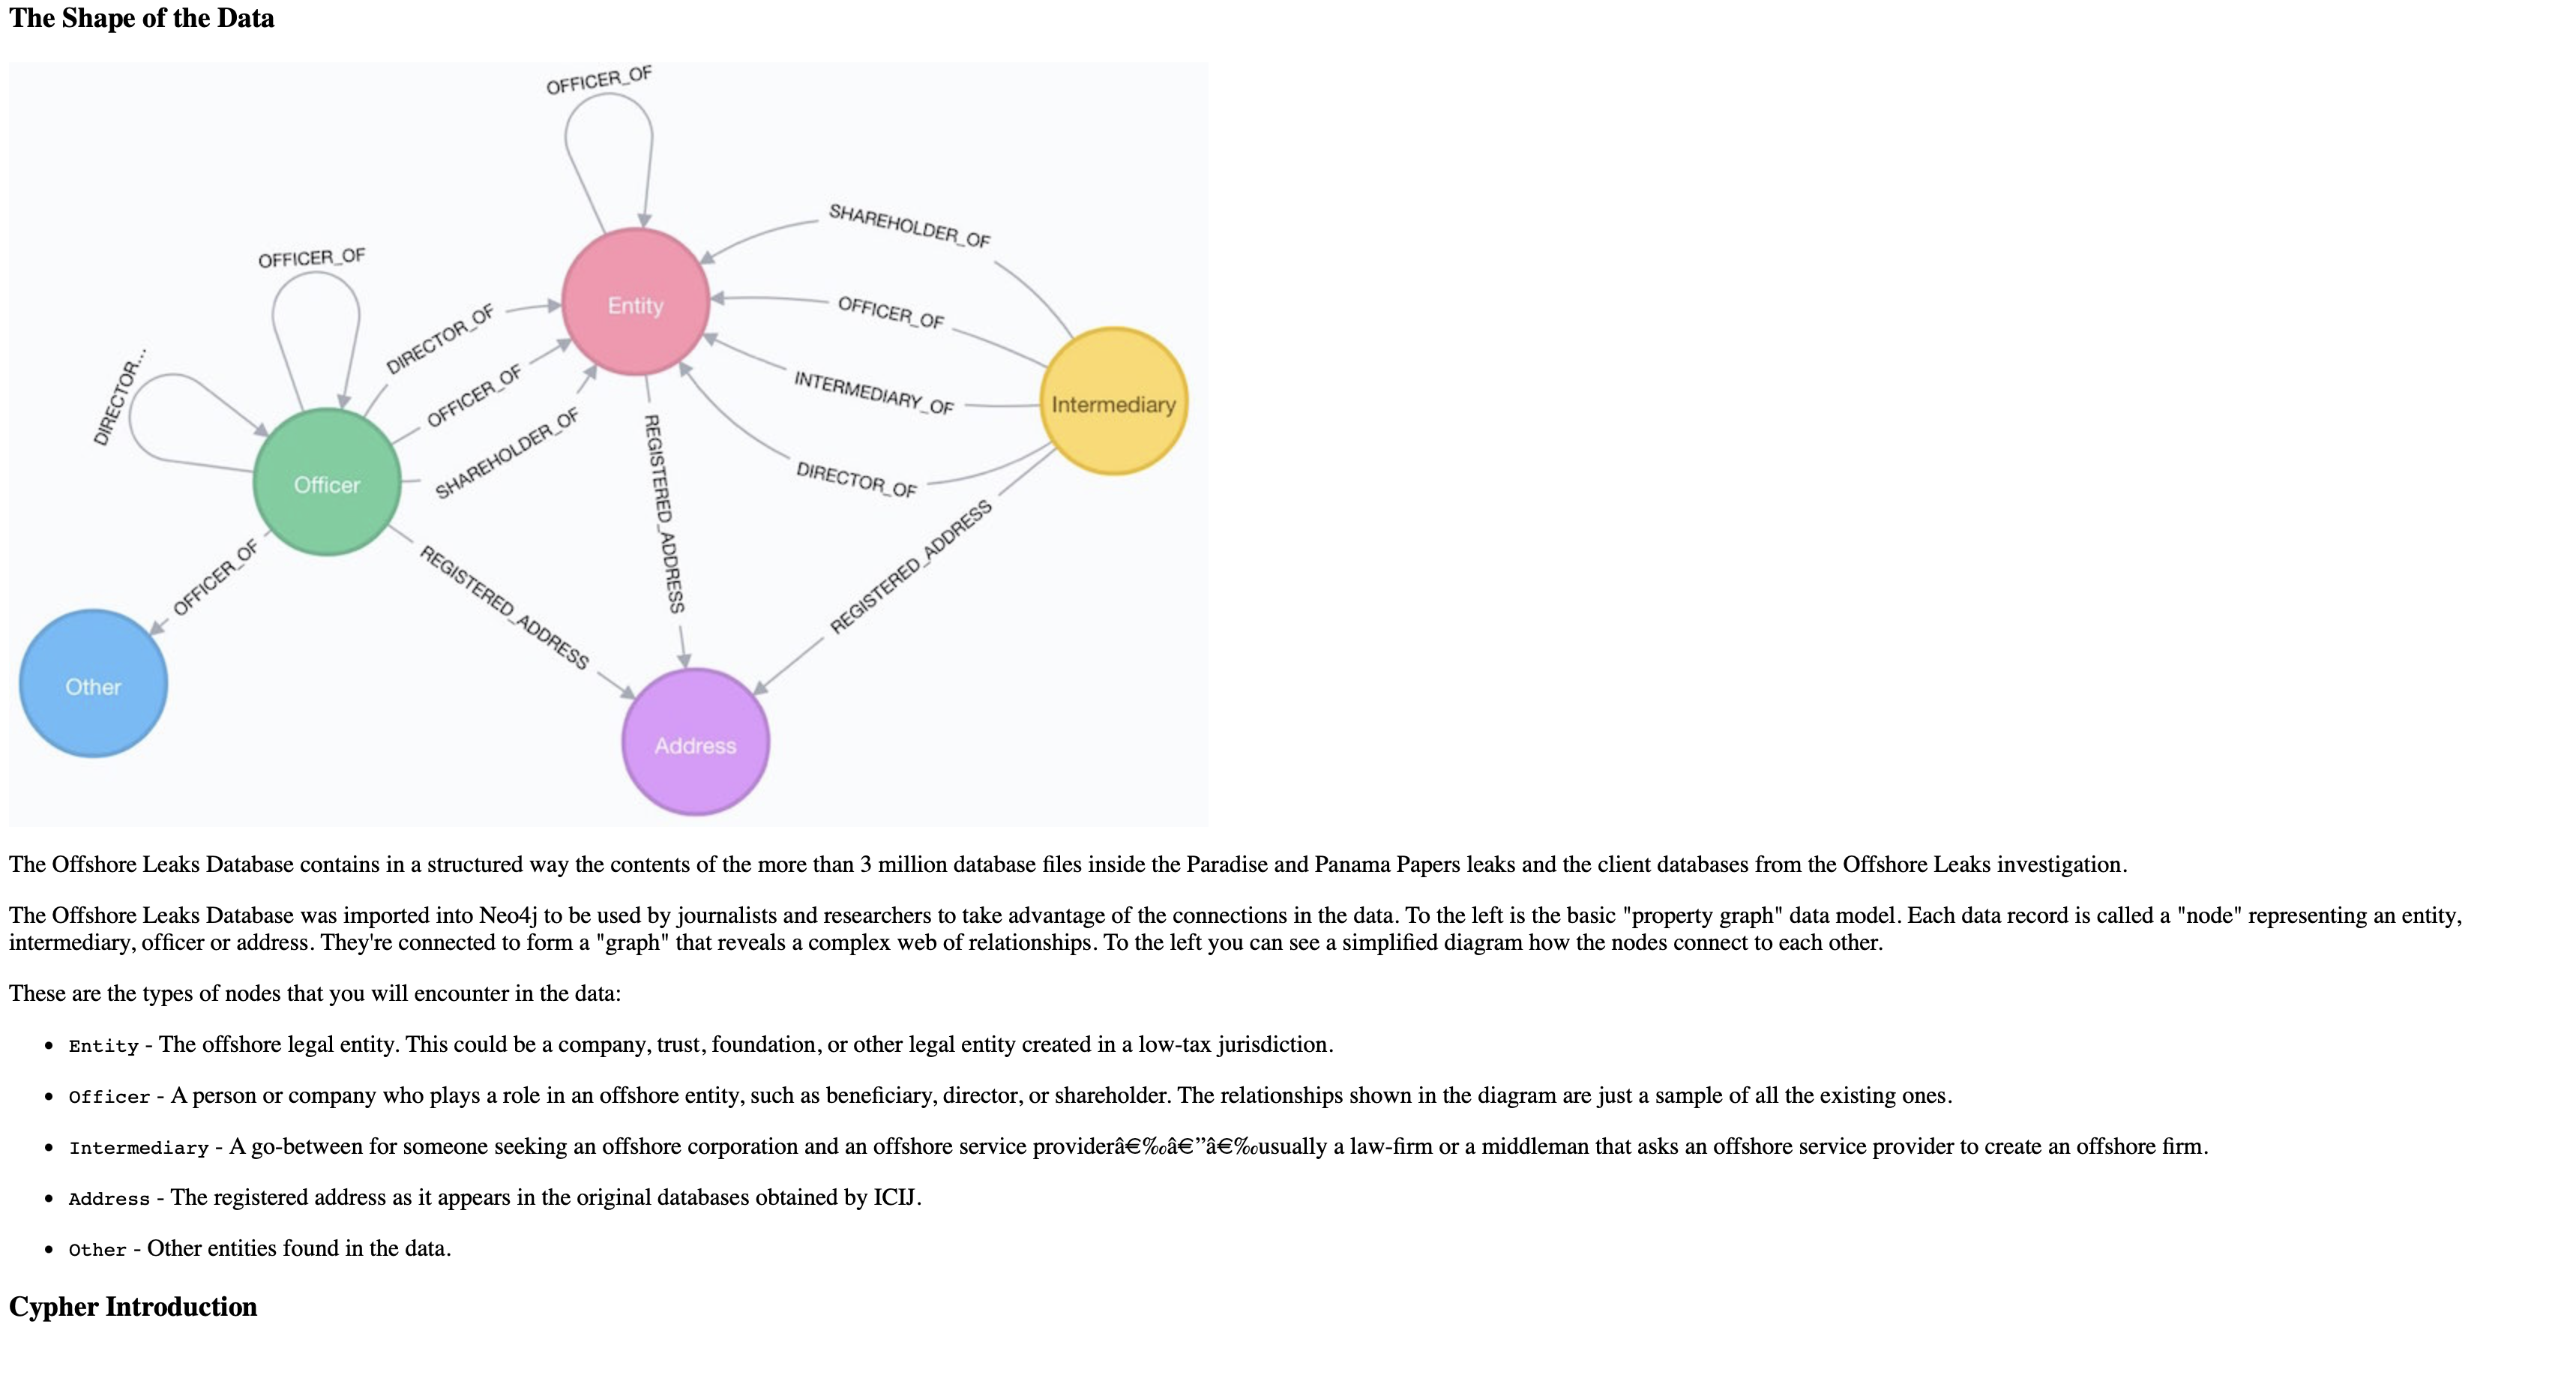 The Shape of the Data
OFFICER_OF
SHAREHOLDER_OF
OFFICER_OF
OFFICER_OF
DIRECTOR_OF
Entity
DIRECTOR...
OFFICER_OF
INTERMEDIARY_OF
Intermediary
SHAREHOLDER_OF
REGISTERED_ADDRESS
DIRECTOR_OF
Officer
OFFICER_OF
REGISTERED_ADDRESS
REGISTERED_ADDRESS
Other
Address
The Offshore Leaks Database contains in a structured way the contents of the more than 3 million database files inside the Paradise and Panama Papers leaks and the client databases from the Offshore Leaks investigation.
The Offshore Leaks Database was imported into Neo4j to be used by journalists and researchers to take advantage of the connections in the data. To the left is the basic "property graph" data model. Each data record is called a "node" representing an entity,
intermediary, officer or address. They're connected to form a "graph" that reveals a complex web of relationships. To the left you can see a simplified diagram how the nodes connect to each other.
These are the types of nodes that you will encounter in the data:
• Entity - The offshore legal entity. This could be a company, trust, foundation, or other legal entity created in a low-tax jurisdiction.
• Officer - A person or company who plays a role in an offshore entity, such as beneficiary, director, or shareholder. The relationships shown in the diagram are just a sample of all the existing ones.
• Intermediary - A go-between for someone seeking an offshore corporation and an offshore service providerâ€‰â€”â€‰usually a law-firm or a middleman that asks an offshore service provider to create an offshore firm.
• Address - The registered address as it appears in the original databases obtained by ICIJ.
• Other - Other entities found in the data.
Cypher Introduction